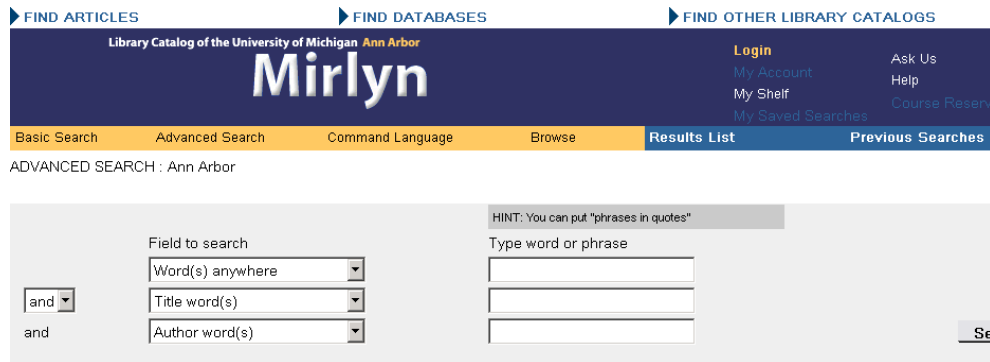 FIND ARTICLES FIND DATABASES FIND OTHER LIBRARY CATALOGS
Library Catalog of the University of Michigan Ann Arbor
Mirlyn
Login
My Account
My Shelf
My Saved Searches
Ask Us
Help
Course Reserv
Basic Search Advanced Search Command Language Browse Results List Previous Searches
ADVANCED SEARCH : Ann Arbor
HINT: You can put "phrases in quotes"
Field to search Type word or phrase
Word(s) anywhere
and Title word(s)
and Author word(s) Se